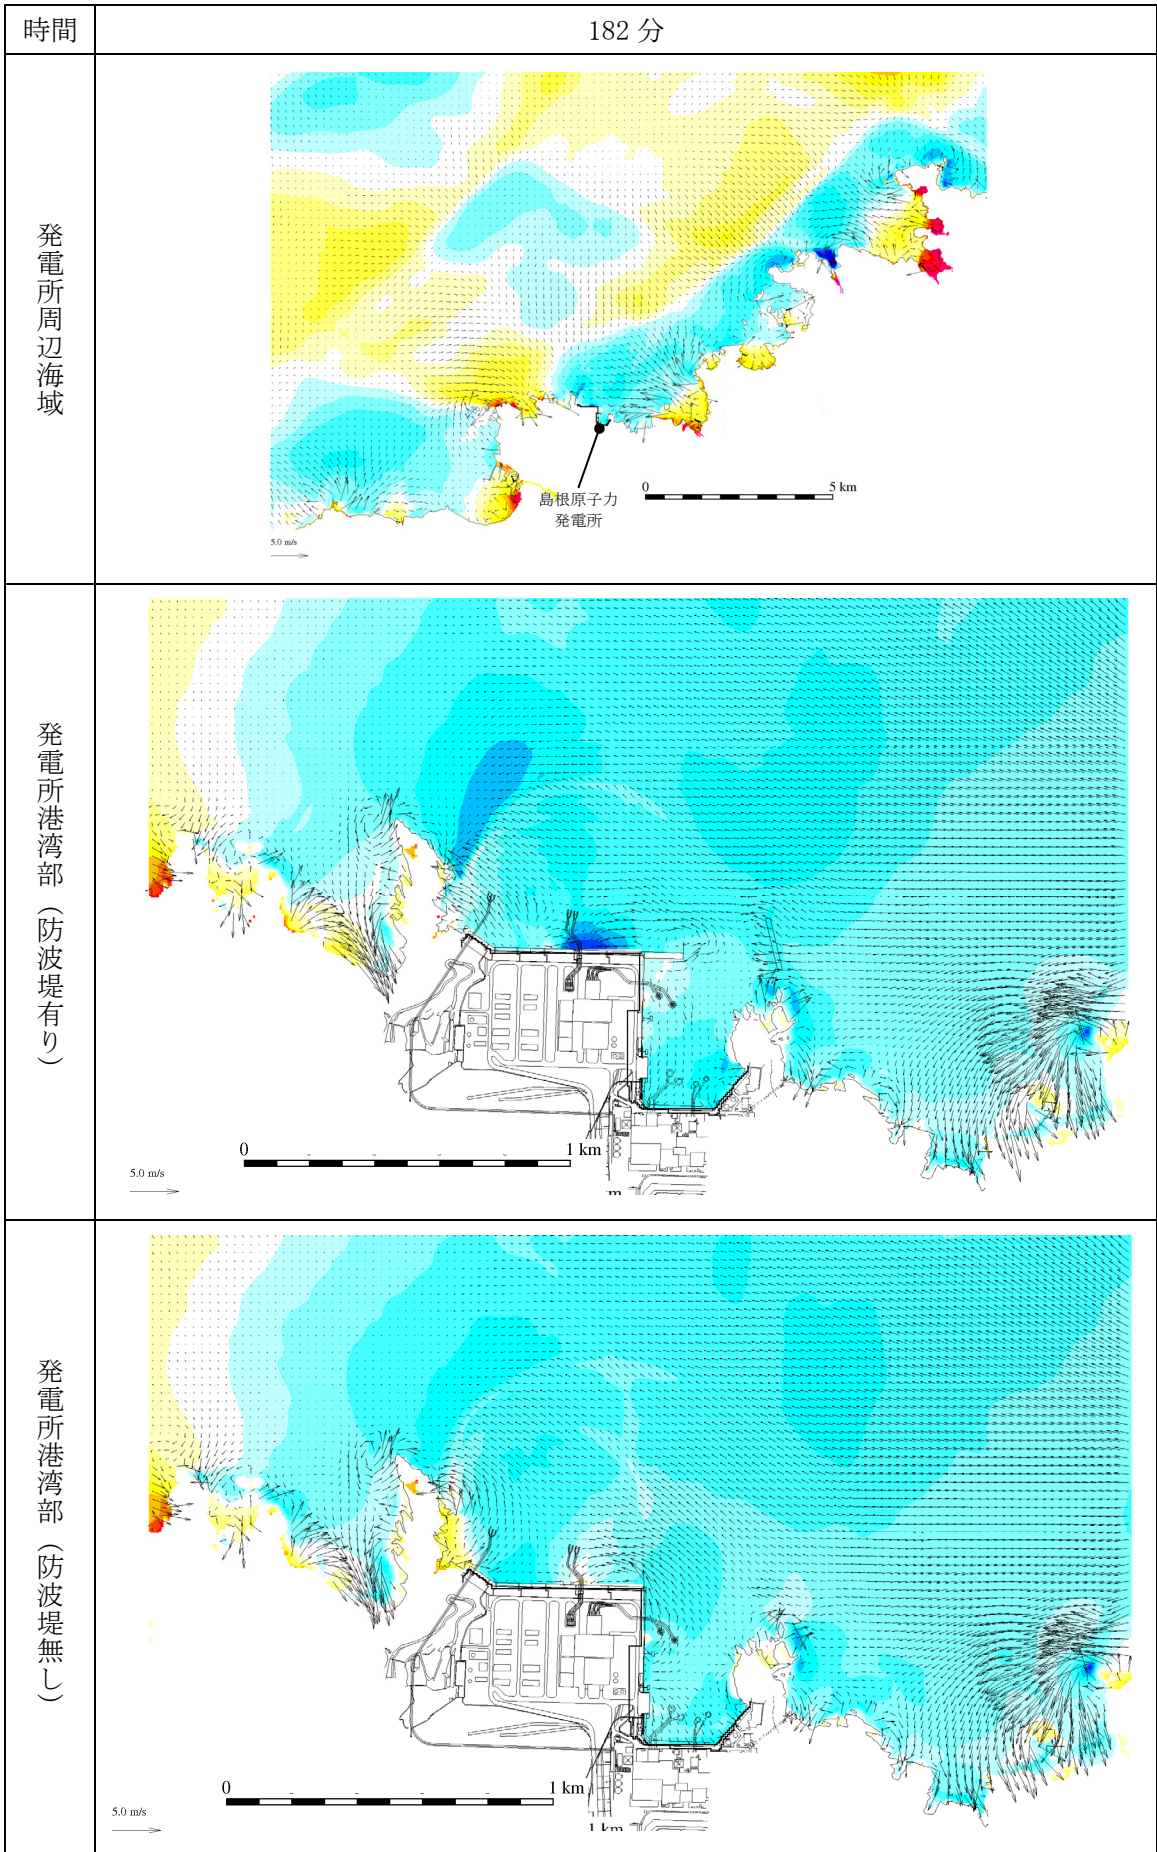 時間
182 分
発電所周辺海域
島根原子力
発電所
0
5 km
5.0 m/s
発電所港湾部（防波堤有り）
0
1 km
5.0 m/s
発電所港湾部（防波堤無し）
0
1 km
5.0 m/s
1 km